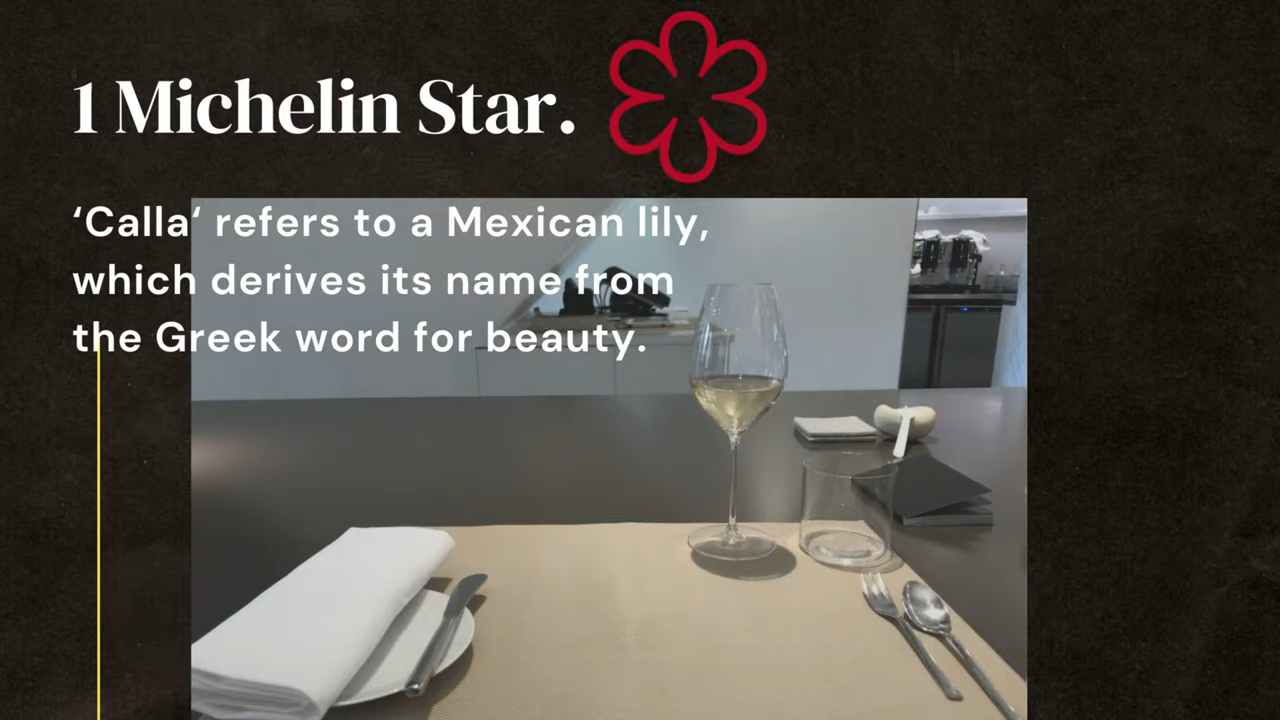 1 Michelin Star.
‘Calla‘ refers to a Mexican lily,
which derives its name from
the Greek word for beauty.